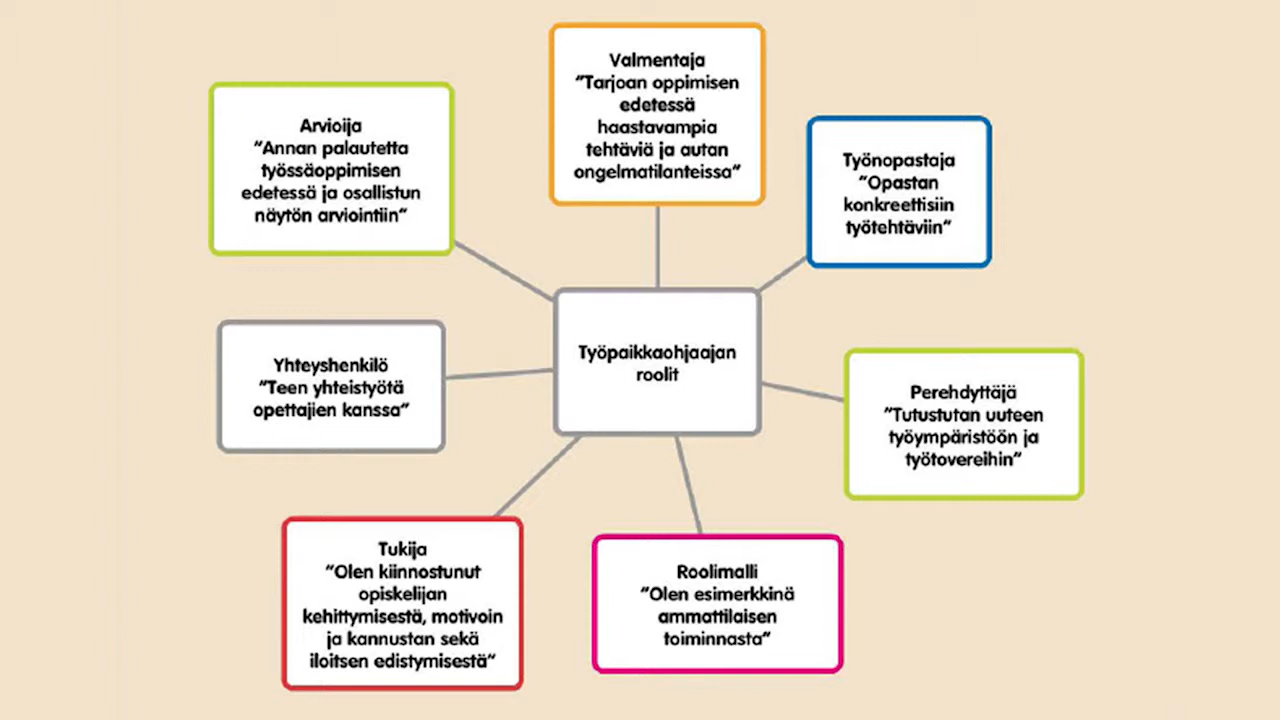 Valmentaja
"Tarjoan oppimisen
edetessä
haastavampia
tehtäviä ja autan
ongelmatilanteissa"
Arvioija
"Annan palautetta
työssäoppimisen
edetessä ja osallistun
näytön arviointiin"
Työnopastaja
"Opastan
konkreettisiin
työtehtäviin"
Työpaikkaohjaajan
roolit
Yhteyshenkilö
"Teen yhteistyötä
opettajien kanssa"
Perehdyttäjä
"Tutustutan uuteen
työympäristöön ja
työtovereihin"
Tukija
"Olen kiinnostunut
opiskelijan
kehittymisestä, motivoin
ja kannustan sekä
iloitsen edistymisestä"
Roolimalli
"Olen esimerkkinä
ammattilaisen
toiminnasta"